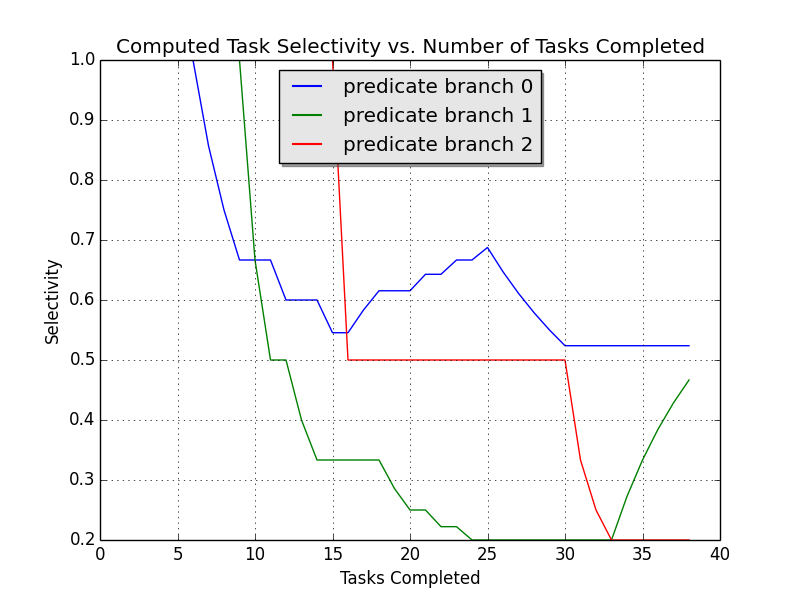 Computed Task Selectivity vs. Number of Tasks Completed
1.0
0.9
0.8
0.7
0.6
0.5
0.4
0.3
0.2
Selectivity
predicate branch 0
predicate branch 1
predicate branch 2
0 5 10 15 20 25 30 35 40
Tasks Completed